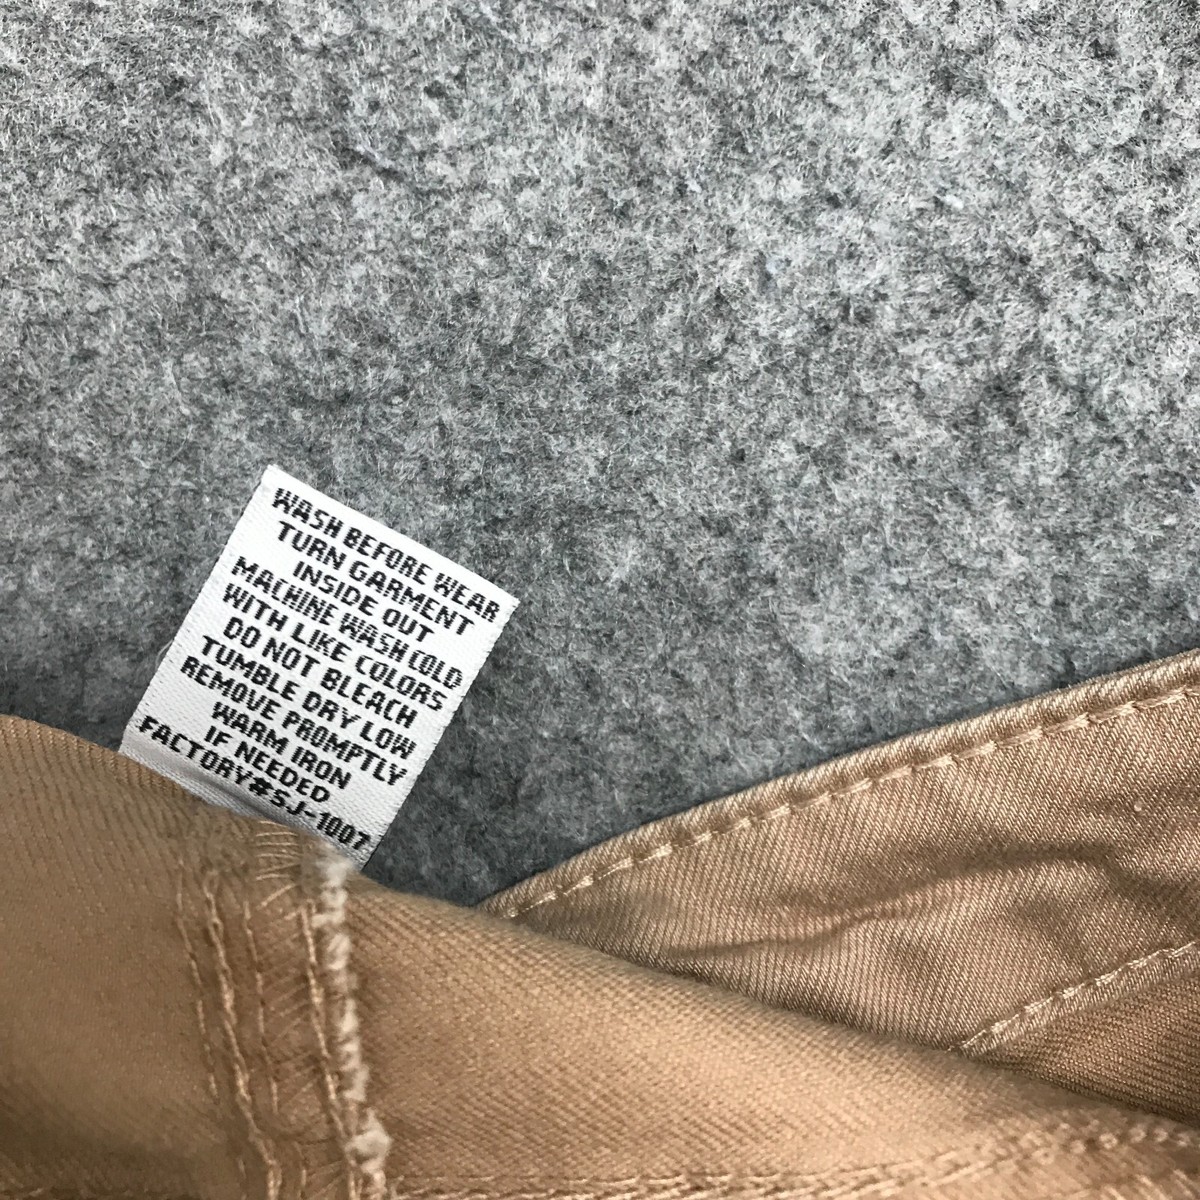 WASH BEFORE WEAR
TURN GARMENT
INSIDE OUT
MACHINE WASH COLD
WITH LIKE COLORS
DO NOT BLEACH
TUMBLE DRY LOW
REMOVE PROMPTLY
WARM IRON
IF NEEDED
FACTORY#SJ-1007